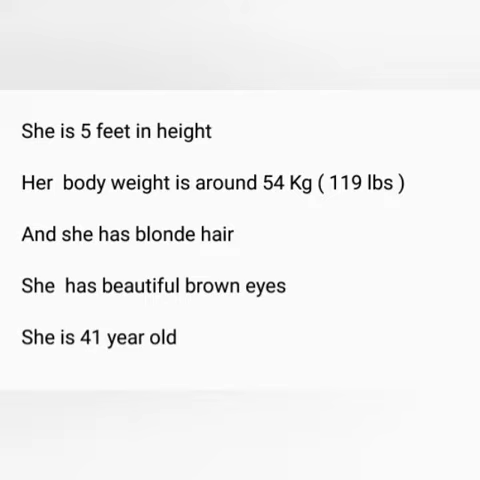 She is 5 feet in height
Her body weight is around 54 Kg ( 119 lbs )
And she has blonde hair
She has beautiful brown eyes
She is 41 year old